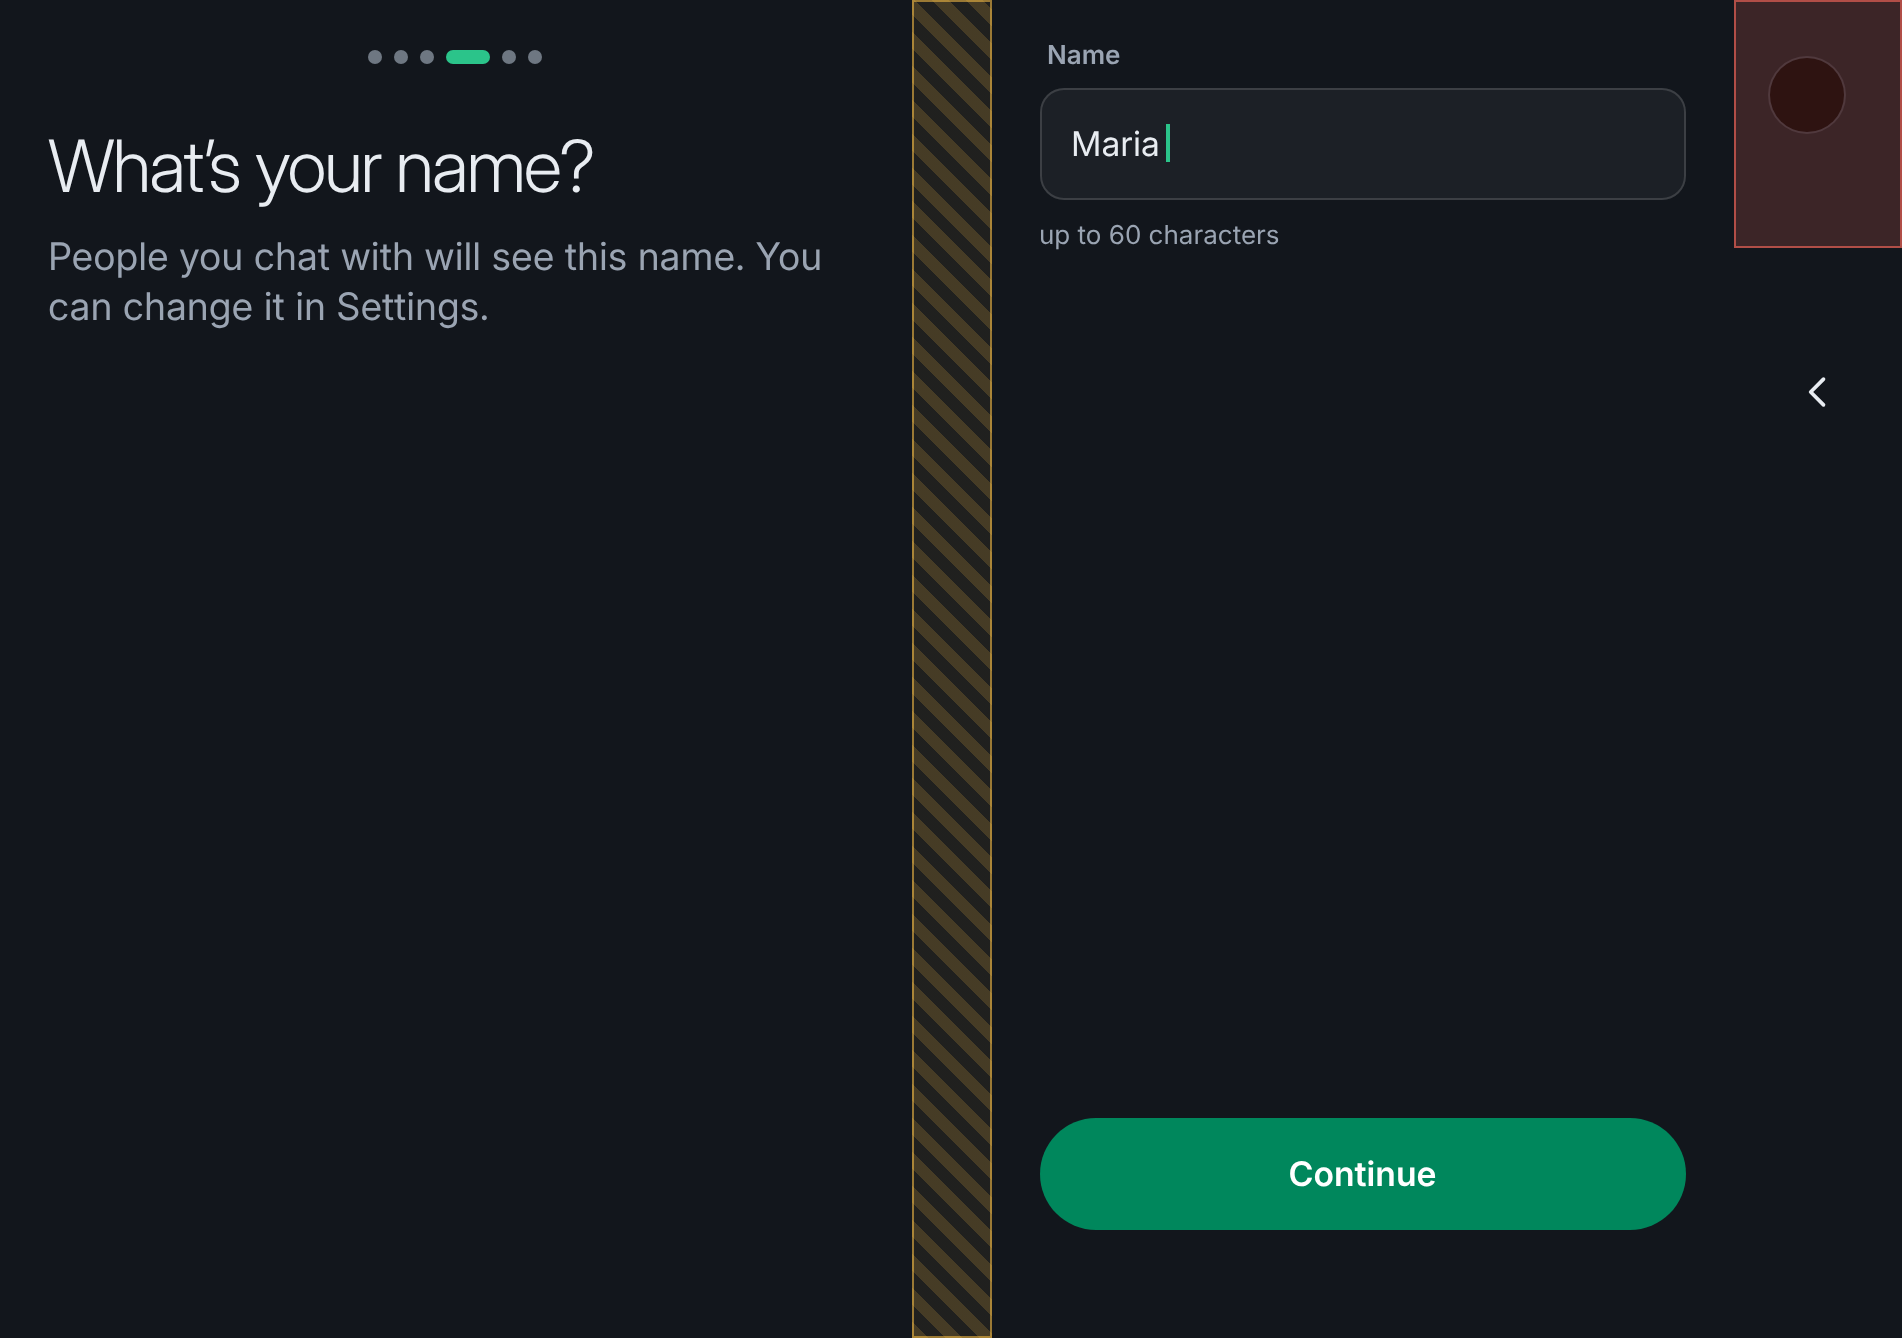 What's your name?
People you chat with will see this name. You
can change it in Settings.
Name
Maria
up to 60 characters
Continue